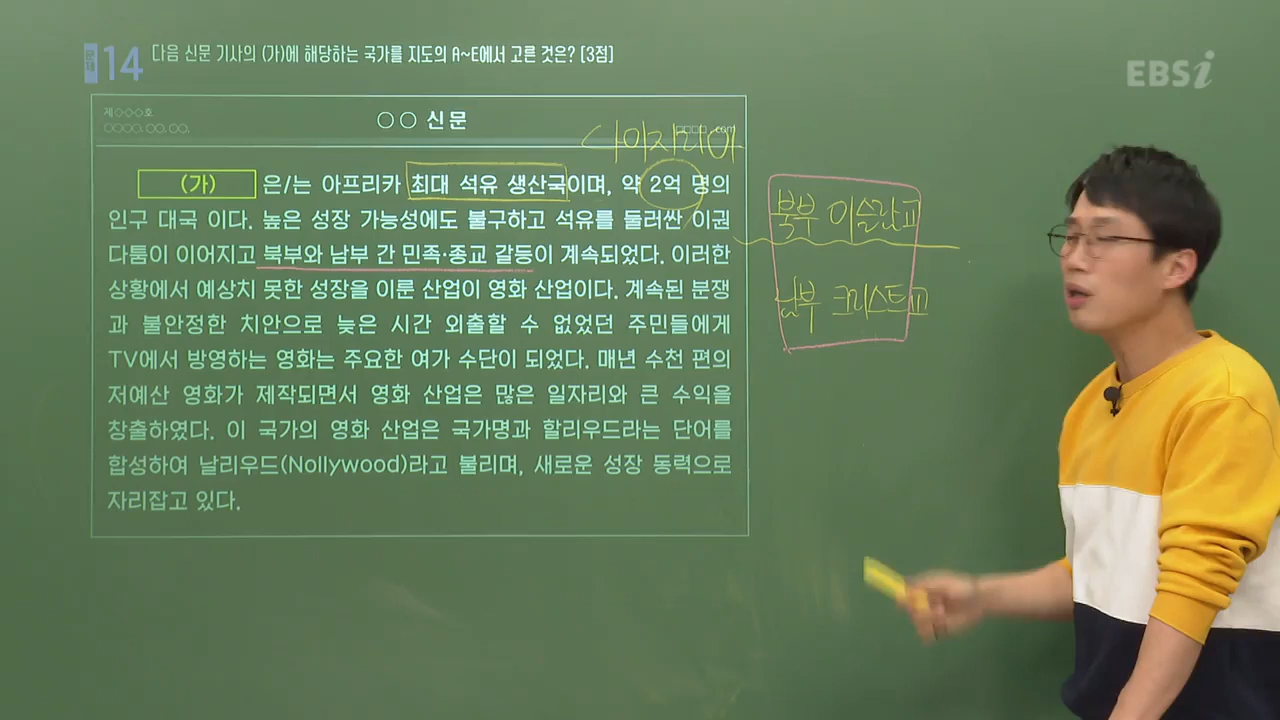 문제 14 다음 신문 기사의 (가)에 해당하는 국가를 지도의 A~E에서 고른 것은? [3점]
EBSi
제○○○호
○○○○. ○○. ○○.
○○ 신문
나이지리아
(가) 은/는 아프리카 최대 석유 생산국이며, 약 2억 명의
인구 대국 이다. 높은 성장 가능성에도 불구하고 석유를 둘러싼 이권
다툼이 이어지고 북부와 남부 간 민족·종교 갈등이 계속되었다. 이러한
상황에서 예상치 못한 성장을 이룬 산업이 영화 산업이다. 계속된 분쟁
과 불안정한 치안으로 늦은 시간 외출할 수 없었던 주민들에게
TV에서 방영하는 영화는 주요한 여가 수단이 되었다. 매년 수천 편의
저예산 영화가 제작되면서 영화 산업은 많은 일자리와 큰 수익을
창출하였다. 이 국가의 영화 산업은 국가명과 할리우드라는 단어를
합성하여 날리우드(Nollywood)라고 불리며, 새로운 성장 동력으로
자리잡고 있다.
북부 이슬람교
남부 크리스트교